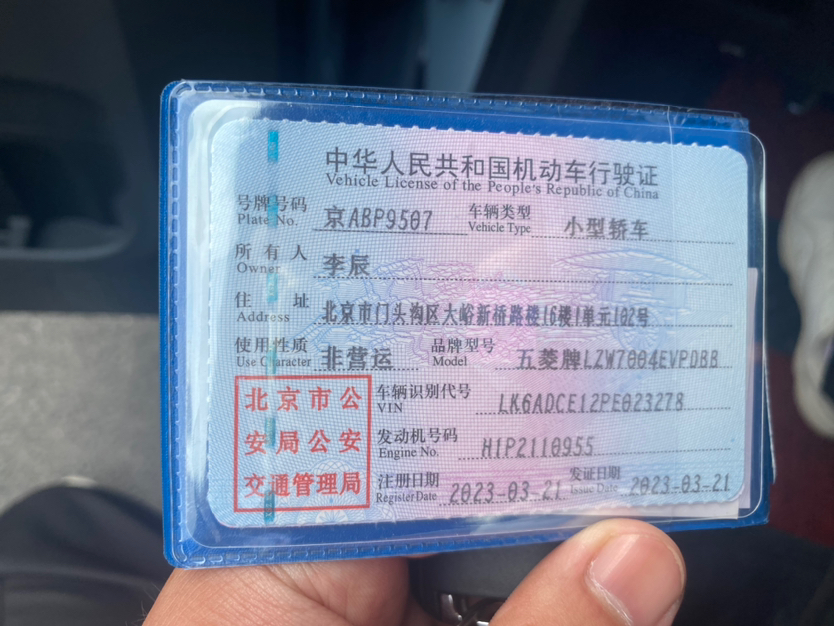 中华人民共和国机动车行驶证
Vehicle License of the People's Republic of China
号牌号码 京ABP9507 车辆类型 小型轿车
Plate No. Vehicle Type
所有人 李辰
Owner
住址 北京市门头沟区大峪新桥路楼16楼1单元102号
Address
使用性质 非营运 品牌型号 五菱牌LZW7004EVPDBB
Use Character Model
北京市公
安局公安
交通管理局
车辆识别代号 LK6ADCE12PE023278
VIN
发动机号码 H1P2110955
Engine No.
注册日期 2023-03-21 发证日期 2023-03-21
Register Date Issue Date